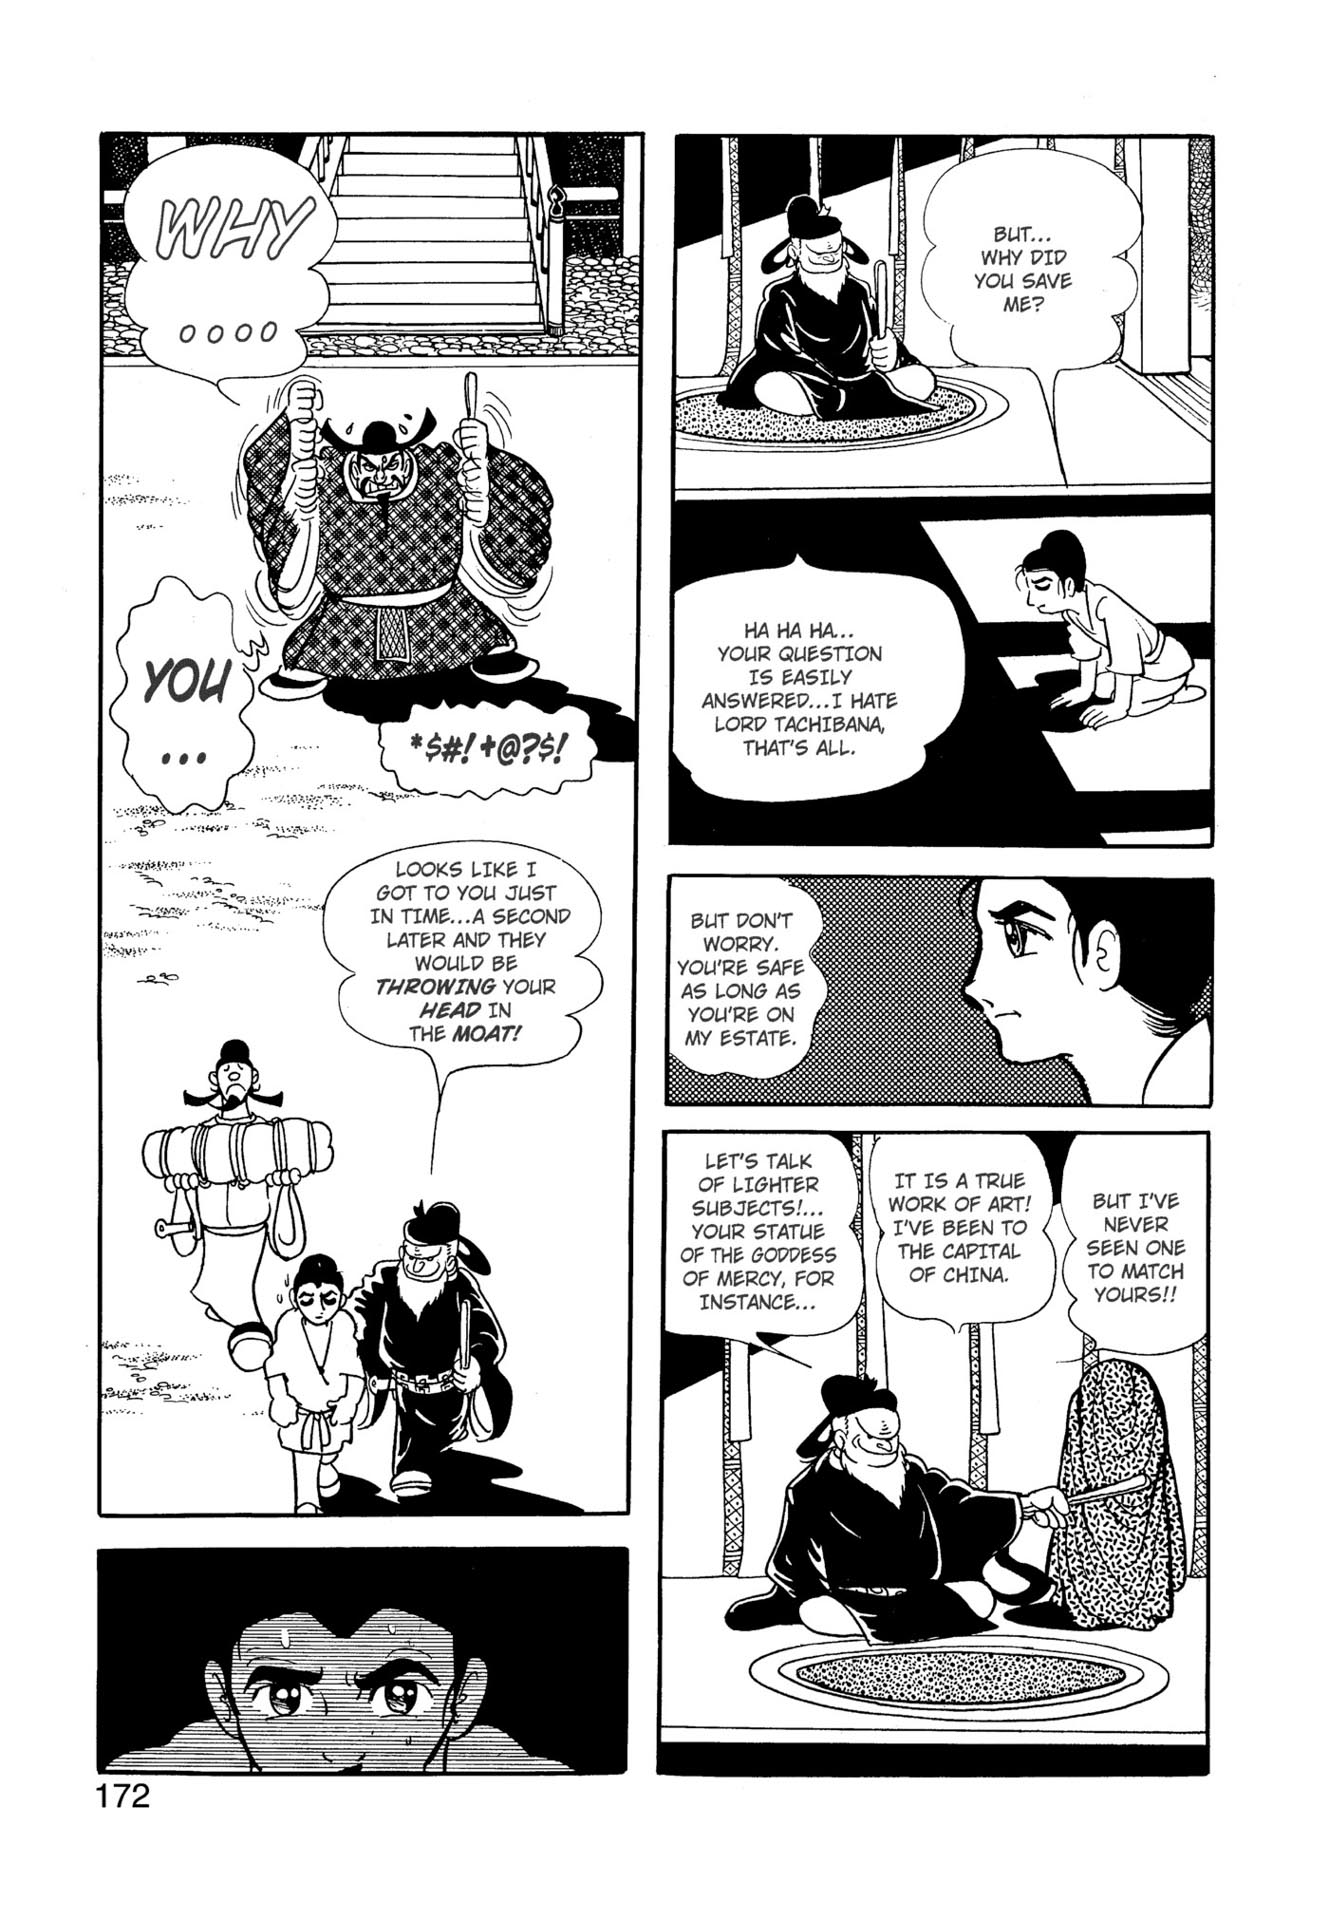 WHY
oooo
YOU
...
*$#!+@?$!
LOOKS LIKE I
GOT TO YOU JUST
IN TIME...A SECOND
LATER AND THEY
WOULD BE
THROWING YOUR
HEAD IN
THE MOAT!
BUT...
WHY DID
YOU SAVE
ME?
HA HA HA...
YOUR QUESTION
IS EASILY
ANSWERED...I HATE
LORD TACHIBANA,
THAT'S ALL.
BUT DON'T
WORRY.
YOU'RE SAFE
AS LONG AS
YOU'RE ON
MY ESTATE.
LET'S TALK
OF LIGHTER
SUBJECTS!...
YOUR STATUE
OF THE GODDESS
OF MERCY, FOR
INSTANCE...
IT IS A TRUE
WORK OF ART!
I'VE BEEN TO
THE CAPITAL
OF CHINA.
BUT I'VE
NEVER
SEEN ONE
TO MATCH
YOURS!!
172